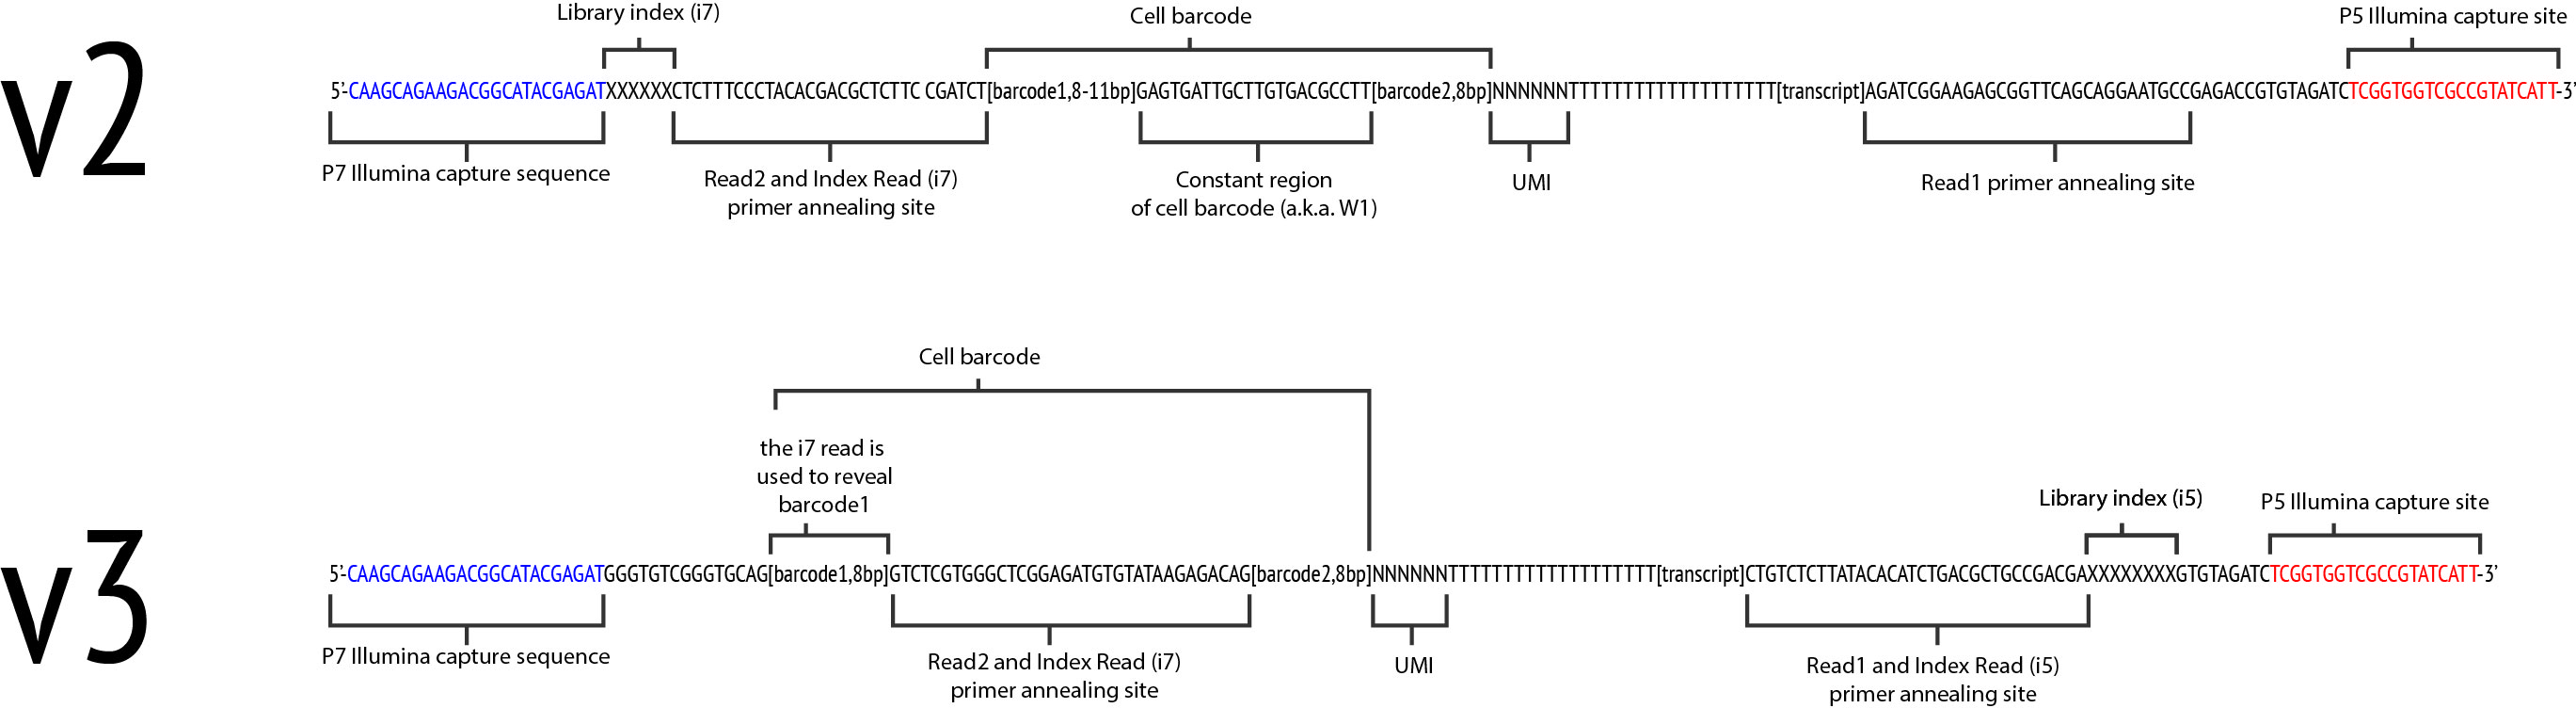 Library index (i7)
Cell barcode
P5 Illumina capture site
v2
5'-CAAGCAGAAGACGGCATACGAGATXXXXXXCTCTTTCCCTACACGACGCTCTTC CGATCT[barcode1,8-11bp]GAGTGATTGCTTGTGACGCCTT[barcode2,8bp]NNNNNNTTTTTTTTTTTTTTTTTTT[transcript]AGATCGGAAGAGCGGTTCAGCAGGAATGCCGAGACCGTGTAGATCTCGGTGGTCGCCGTATCATT-3'
P7 Illumina capture sequence
Read2 and Index Read (i7)
primer annealing site
Constant region
of cell barcode (a.k.a. W1)
UMI
Read1 primer annealing site
Cell barcode
the i7 read is
used to reveal
barcode1
Library index (i5)
P5 Illumina capture site
v3
5'-CAAGCAGAAGACGGCATACGAGATGGGTGTCGGGTGCAG[barcode1,8bp]GTCTCGTGGGCTCGGAGATGTGTATAAGAGACAG[barcode2,8bp]NNNNNNTTTTTTTTTTTTTTTTTTT[transcript]CTGTCTCTTATACACATCTGACGCTGCCGACGAXXXXXXXXGTGTAGATCTCGGTGGTCGCCGTATCATT-3'
P7 Illumina capture sequence
Read2 and Index Read (i7)
primer annealing site
UMI
Read1 and Index Read (i5)
primer annealing site